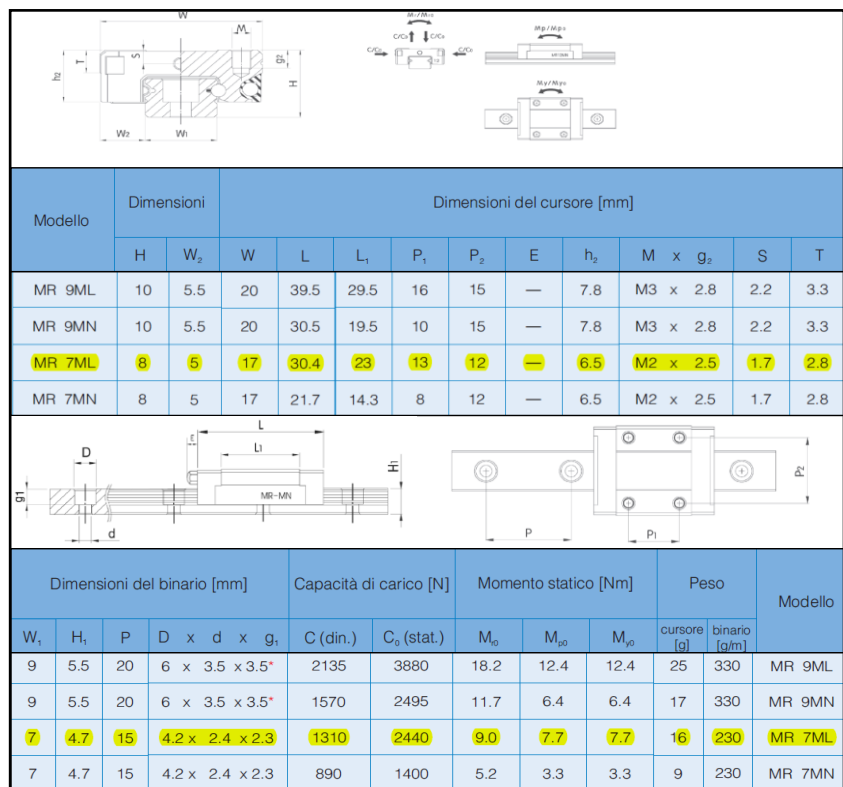 W
M
h2
T
S
g2
H
W2
W1
Mr/Mro
C/Co C/Co
C/Co C/Co
Mp/Mpo
My/Myo
Modello Dimensioni Dimensioni del cursore [mm]
H W₂ W L L₁ P₁ P₂ E h₂ M x g₂ S T
MR 9ML 10 5.5 20 39.5 29.5 16 15 — 7.8 M3 x 2.8 2.2 3.3
MR 9MN 10 5.5 20 30.5 19.5 10 15 — 7.8 M3 x 2.8 2.2 3.3
MR 7ML 8 5 17 30.4 23 13 12 — 6.5 M2 x 2.5 1.7 2.8
MR 7MN 8 5 17 21.7 14.3 8 12 — 6.5 M2 x 2.5 1.7 2.8
L
E
L1
D
H1
g1
MR-MN
d
P2
P
P1
Dimensioni del binario [mm] Capacità di carico [N] Momento statico [Nm] Peso Modello
W₁ H₁ P D x d x g₁ C (din.) C₀ (stat.) Mr0 Mp0 My0 cursore [g] binario [g/m]
9 5.5 20 6 x 3.5 x 3.5* 2135 3880 18.2 12.4 12.4 25 330 MR 9ML
9 5.5 20 6 x 3.5 x 3.5* 1570 2495 11.7 6.4 6.4 17 330 MR 9MN
7 4.7 15 4.2 x 2.4 x 2.3 1310 2440 9.0 7.7 7.7 16 230 MR 7ML
7 4.7 15 4.2 x 2.4 x 2.3 890 1400 5.2 3.3 3.3 9 230 MR 7MN